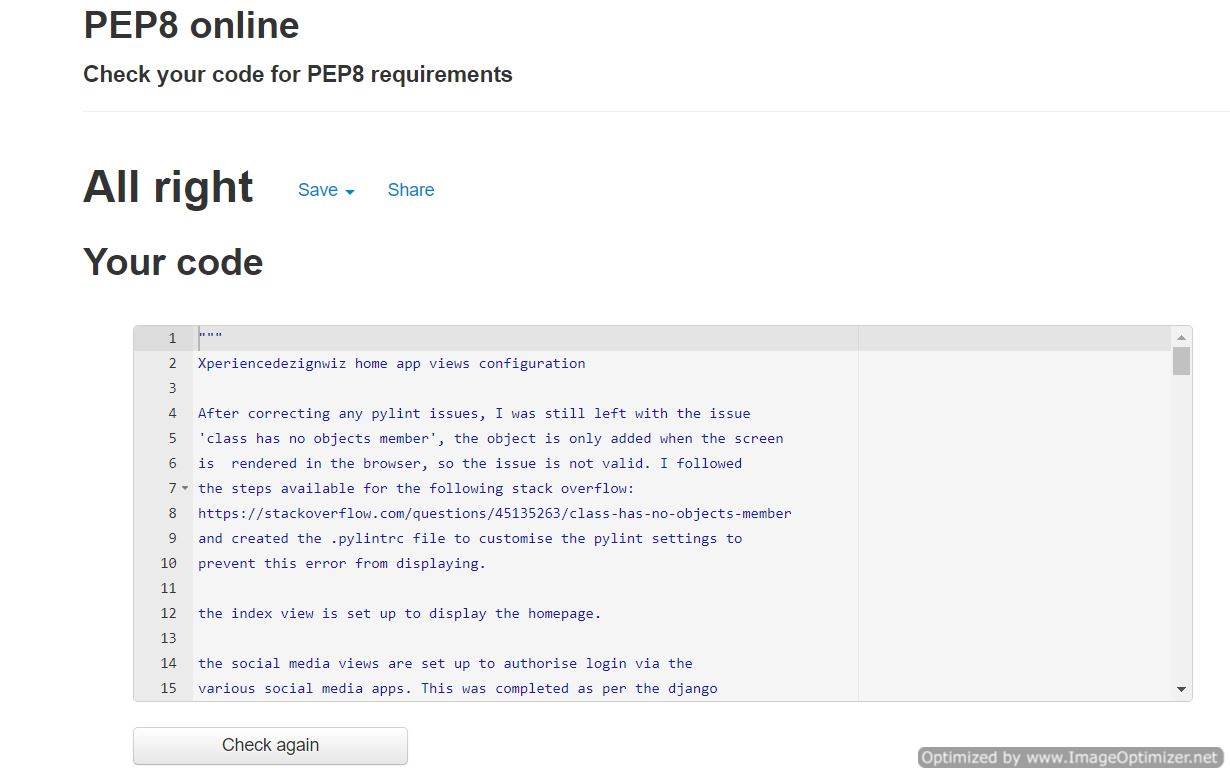 PEP8 online
Check your code for PEP8 requirements
All right Save Share
Your code
1 """
2 Xperiencedezignwiz home app views configuration
3
4 After correcting any pylint issues, I was still left with the issue
5 'class has no objects member', the object is only added when the screen
6 is  rendered in the browser, so the issue is not valid. I followed
7 the steps available for the following stack overflow:
8 https://stackoverflow.com/questions/45135263/class-has-no-objects-member
9 and created the .pylintrc file to customise the pylint settings to
10 prevent this error from displaying.
11
12 the index view is set up to display the homepage.
13
14 the social media views are set up to authorise login via the
15 various social media apps. This was completed as per the django
Check again
Optimized by www.ImageOptimizer.net